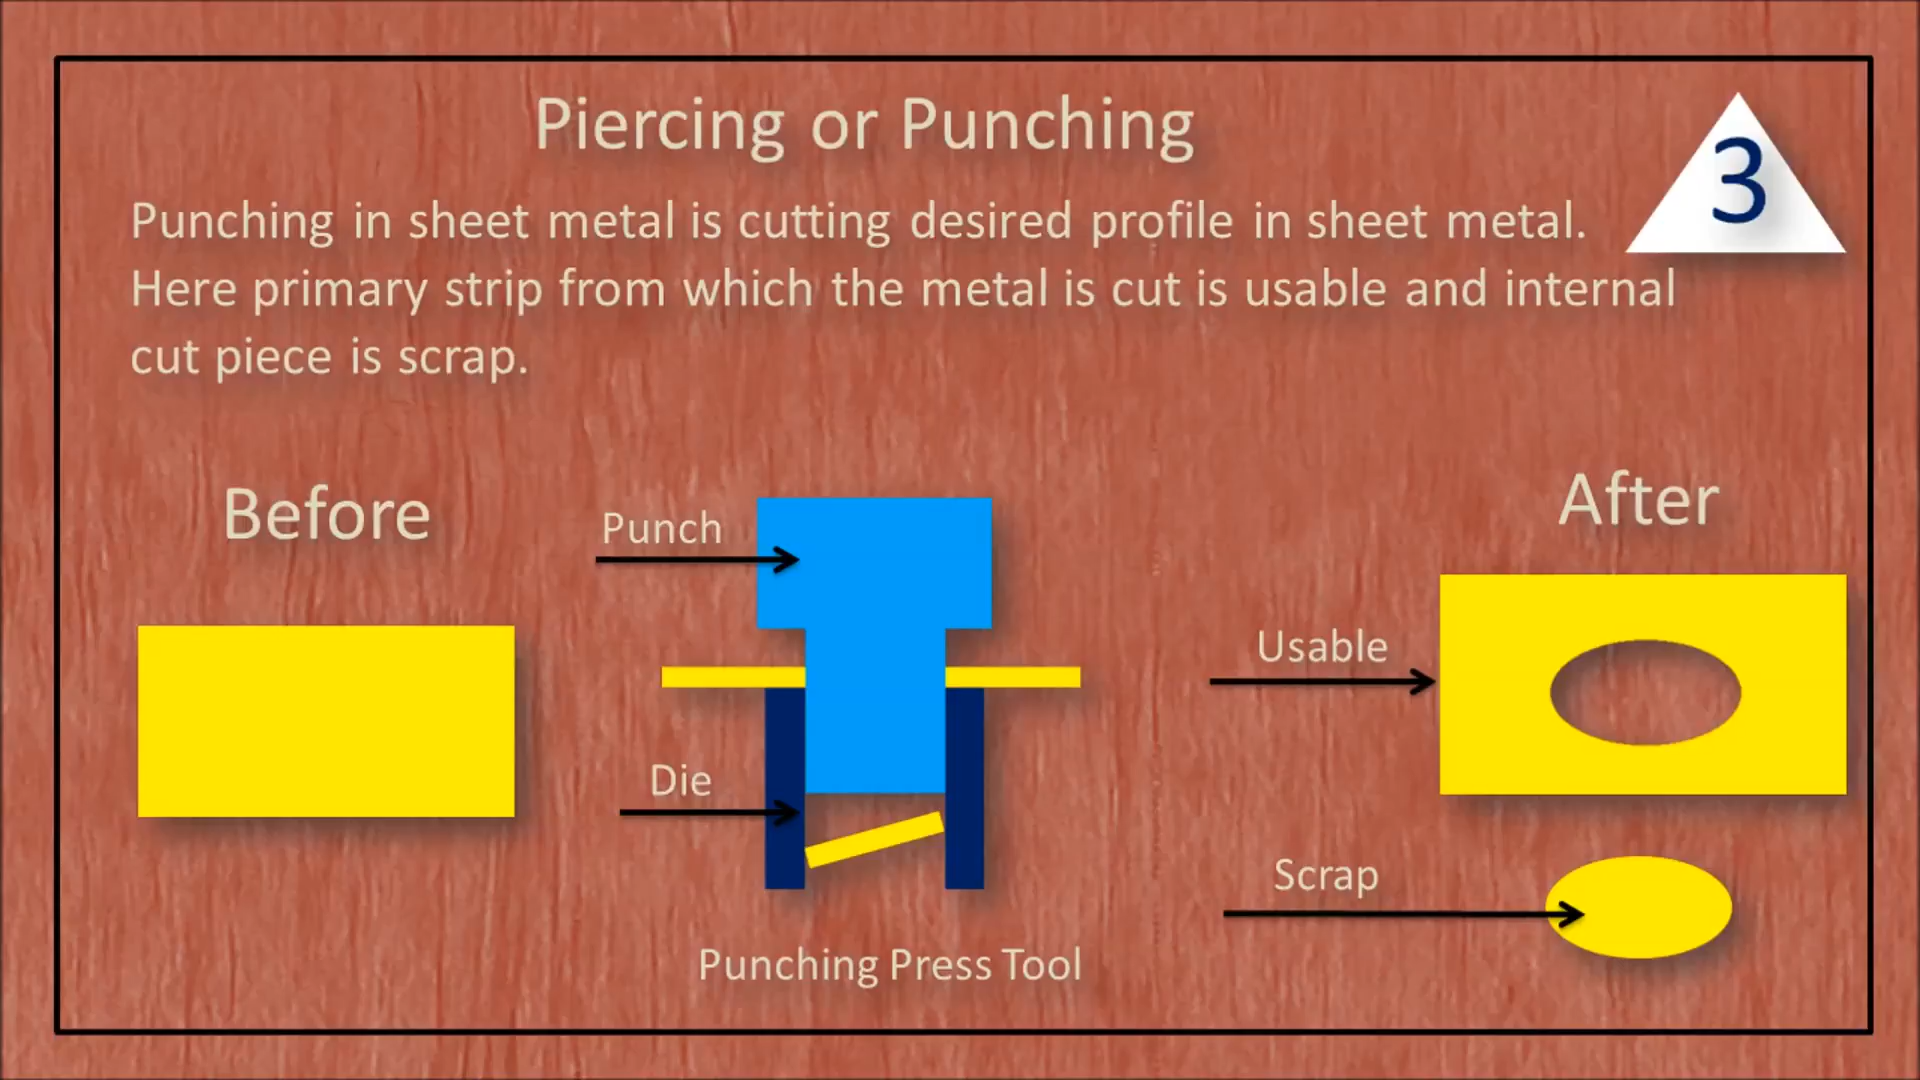 Piercing or Punching
3
Punching in sheet metal is cutting desired profile in sheet metal.
Here primary strip from which the metal is cut is usable and internal
cut piece is scrap.
Before
Punch
After
Usable
Die
Scrap
Punching Press Tool